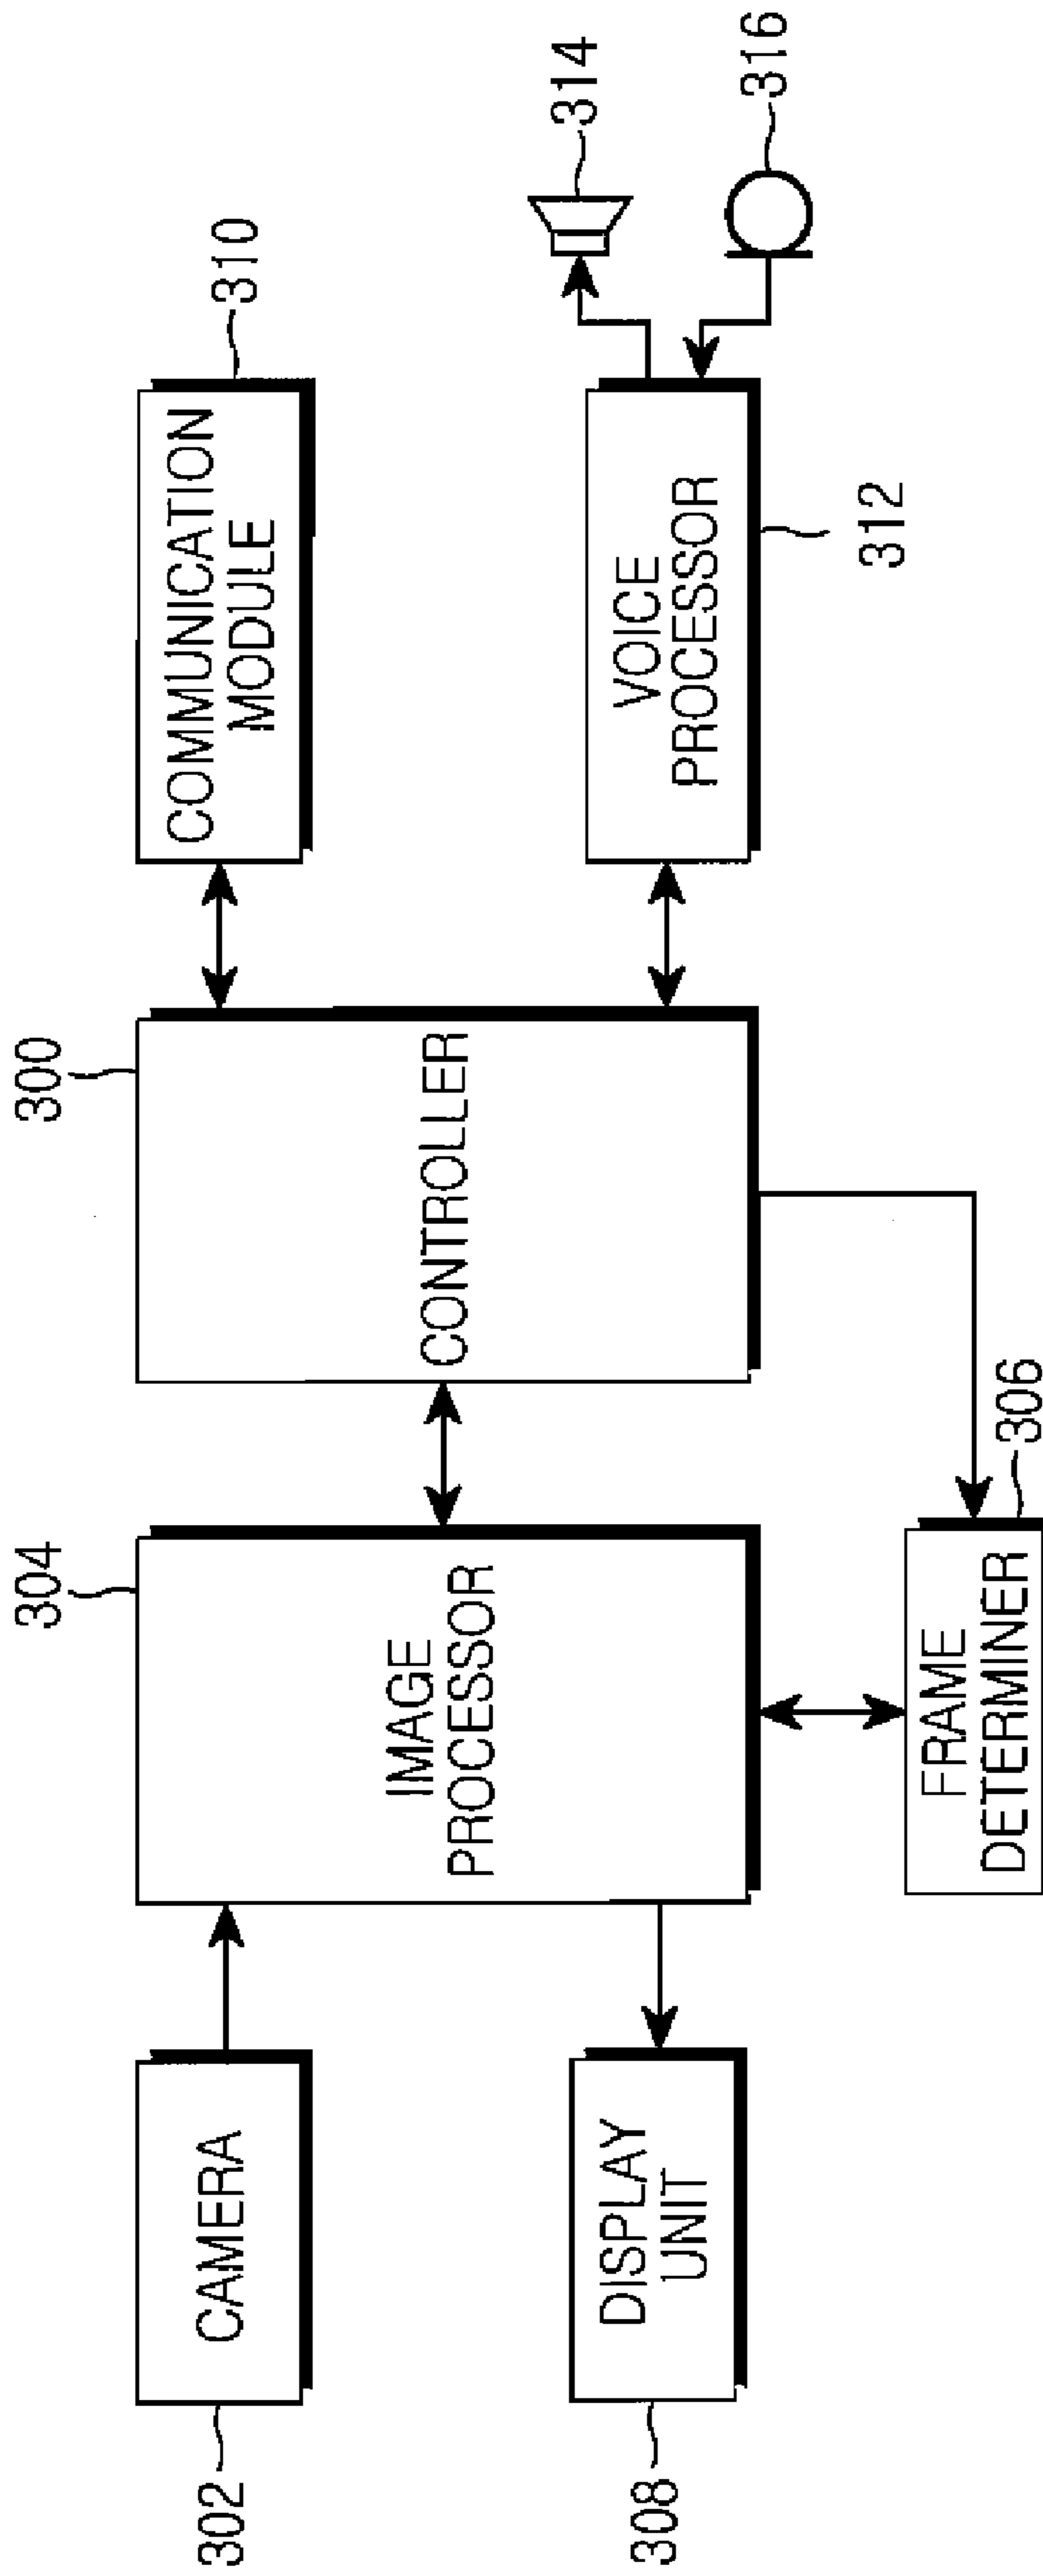 300
304
310
314
316
302
CAMERA
IMAGE
PROCESSOR
CONTROLLER
COMMUNICATION
MODULE
308
DISPLAY
UNIT
VOICE
PROCESSOR
312
FRAME
DETERMINER
306